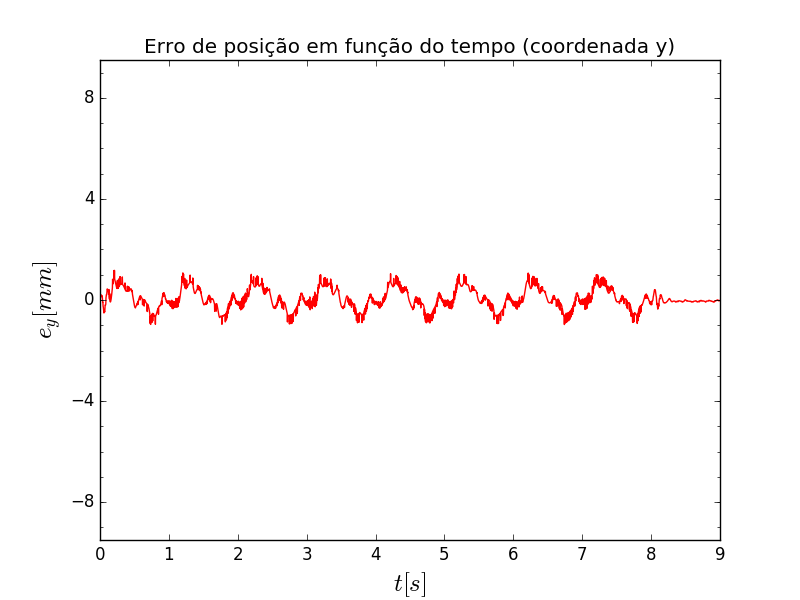 Erro de posição em função do tempo (coordenada y)
8
4
0
−4
−8
e_y[mm]
0 1 2 3 4 5 6 7 8 9
t[s]